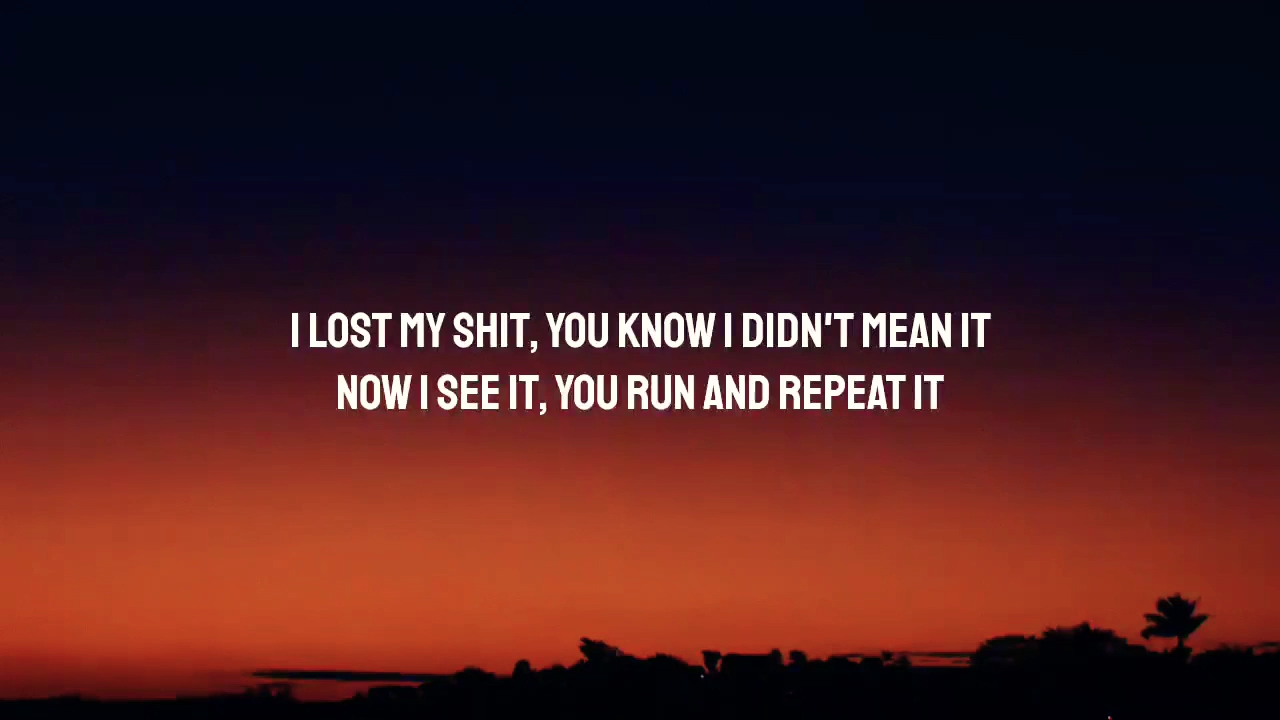 I LOST MY SHIT, YOU KNOW I DIDN'T MEAN IT
NOW I SEE IT, YOU RUN AND REPEAT IT